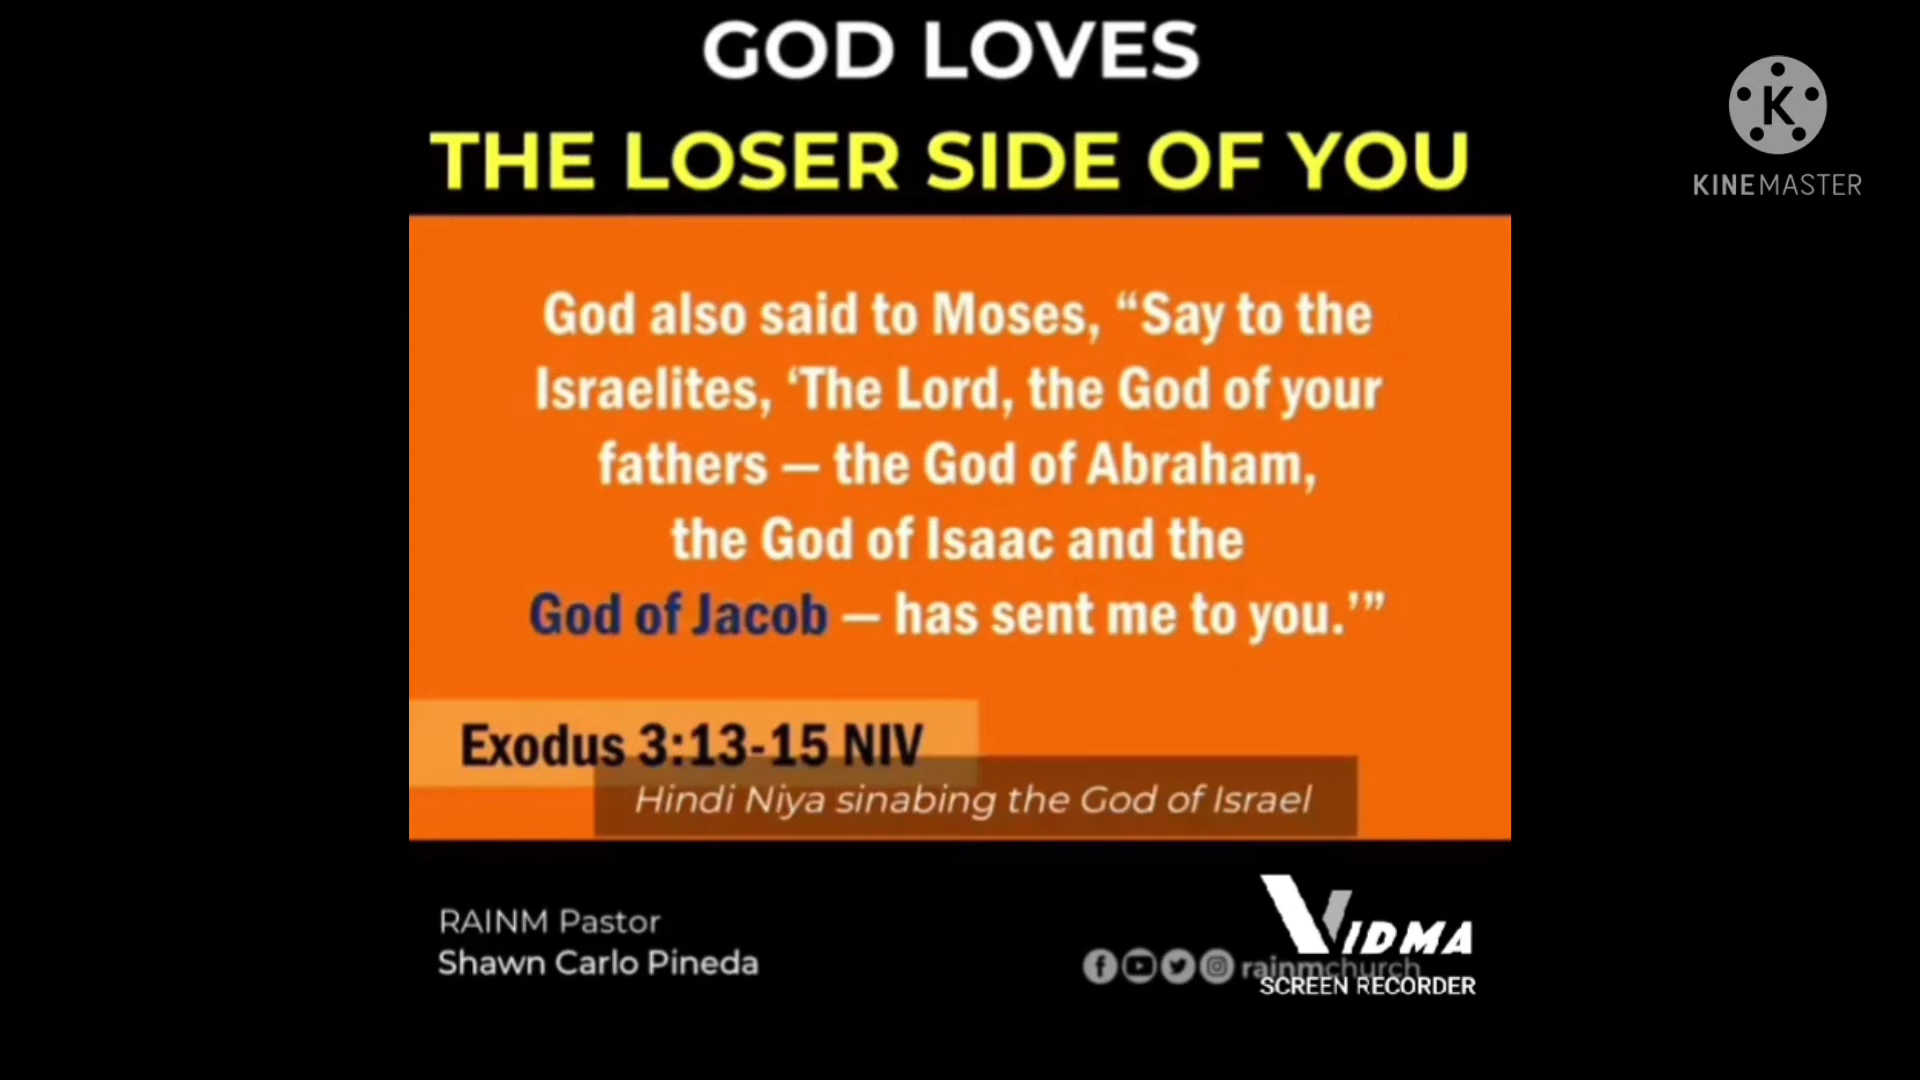 GOD LOVES
THE LOSER SIDE OF YOU
K
KINEMASTER
God also said to Moses, “Say to the
Israelites, ‘The Lord, the God of your
fathers — the God of Abraham,
the God of Isaac and the
God of Jacob — has sent me to you.’”
Exodus 3:13-15 NIV
Hindi Niya sinabing the God of Israel
RAINM Pastor
Shawn Carlo Pineda
VIDMA
rainmchurch
SCREEN RECORDER